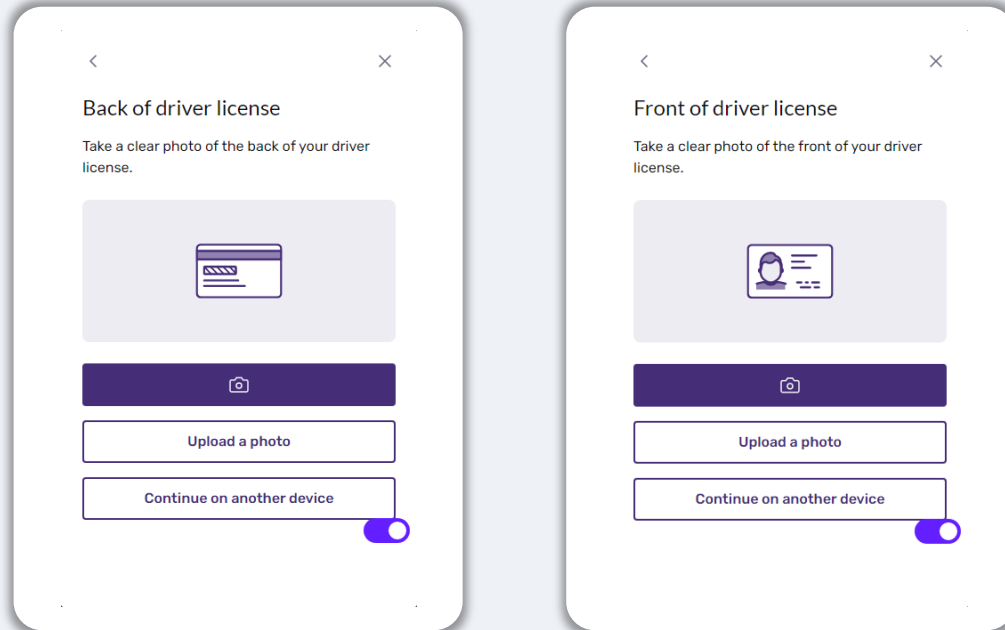 Back of driver license
Take a clear photo of the back of your driver
license.
Upload a photo
Continue on another device
Front of driver license
Take a clear photo of the front of your driver
license.
Upload a photo
Continue on another device